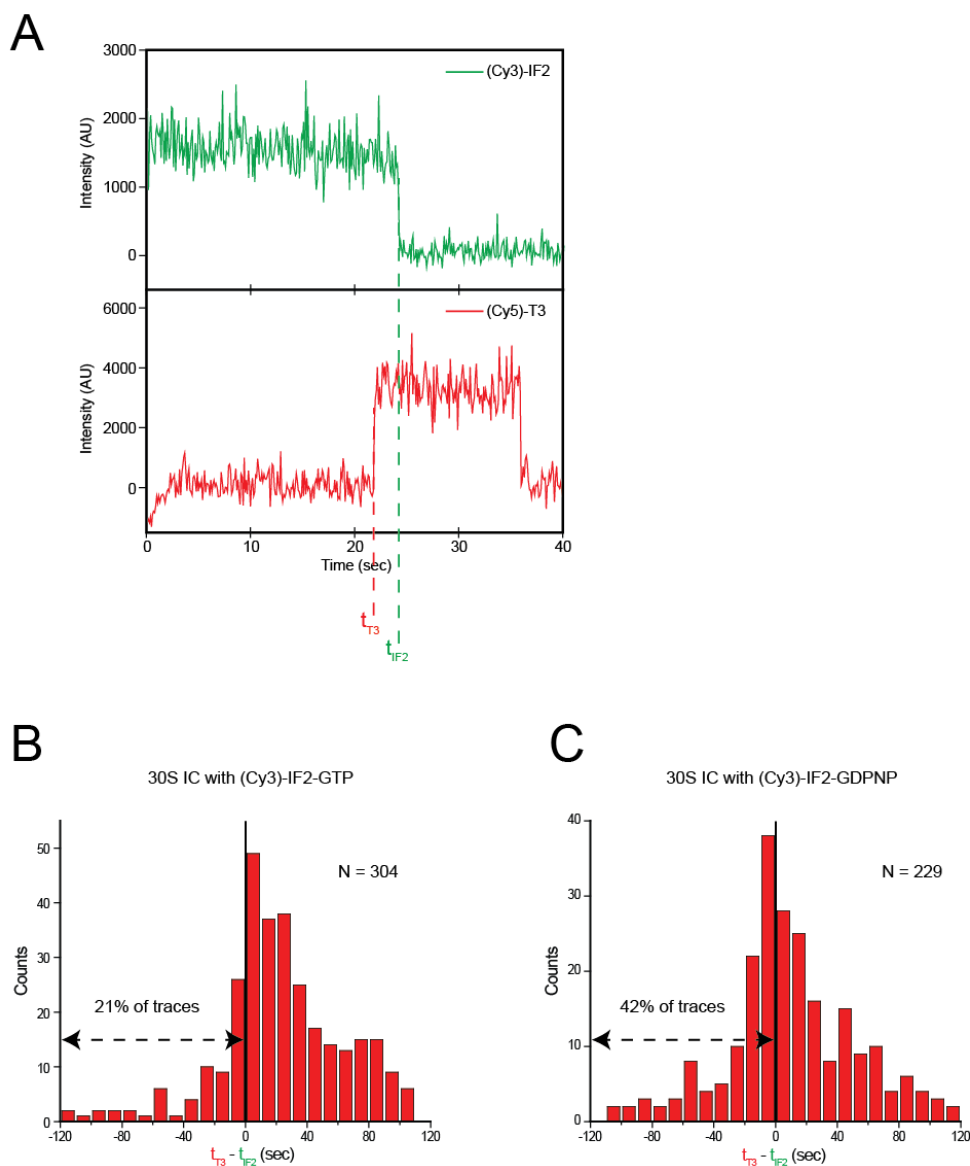 A
3000
(Cy3)-IF2
2000
Intensity (AU)
1000
0
6000
(Cy5)-T3
4000
Intensity (AU)
2000
0
0 10 20 30 40
Time (sec)
tT3
tIF2
B
30S IC with (Cy3)-IF2-GTP
50
N = 304
40
30
Counts
20
21% of traces
10
0
-120 -80 -40 0 40 80 120
tT3 - tIF2 (sec)
C
30S IC with (Cy3)-IF2-GDPNP
40
N = 229
30
Counts
20
42% of traces
10
0
-120 -80 -40 0 40 80 120
tT3 - tIF2 (sec)